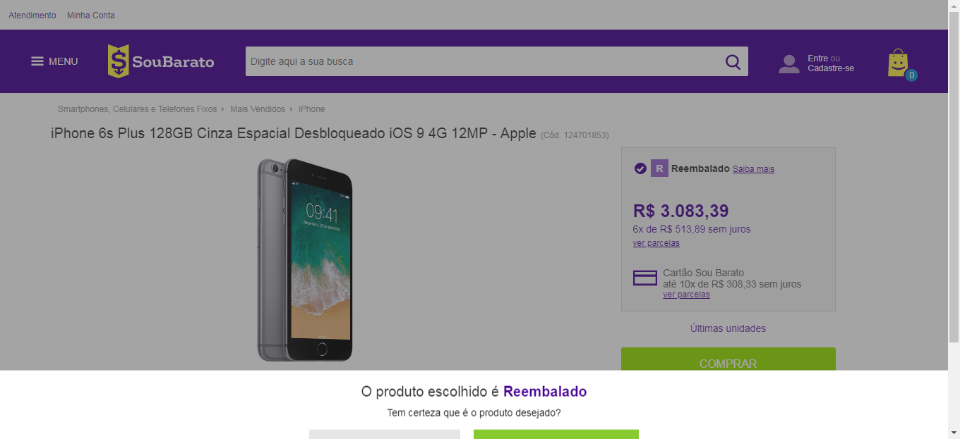 Atendimento Minha Conta
MENU SouBarato Digite aqui a sua busca Entre ou
Cadastre-se 0
Smartphones, Celulares e Telefones Fixos › Mais Vendidos › iPhone
iPhone 6s Plus 128GB Cinza Espacial Desbloqueado iOS 9 4G 12MP - Apple (Cód. 124701853)
R Reembalado Saiba mais
09:41
R$ 3.083,39
6x de R$ 513,89 sem juros
ver parcelas
Cartão Sou Barato
até 10x de R$ 308,33 sem juros
ver parcelas
Últimas unidades
COMPRAR
O produto escolhido é Reembalado
Tem certeza que é o produto desejado?